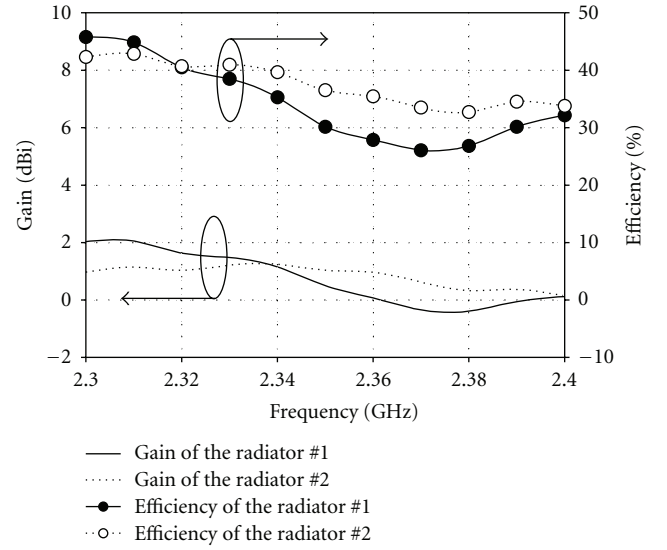 10
8
6
4
2
0
−2
Gain (dBi)
50
40
30
20
10
0
−10
Efficiency (%)
2.3 2.32 2.34 2.36 2.38 2.4
Frequency (GHz)
Gain of the radiator #1
Gain of the radiator #2
Efficiency of the radiator #1
Efficiency of the radiator #2